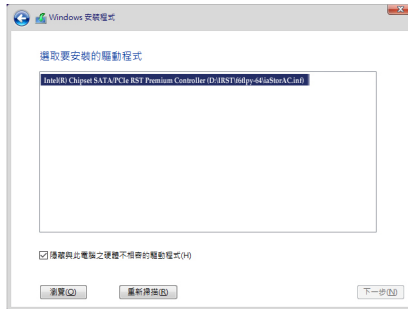 Windows 安裝程式
選取要安裝的驅動程式
Intel(R) Chipset SATA/PCIe RST Premium Controller (D:\IRST\f6flpy-64\iaStorAC.inf)
隱藏與此電腦之硬體不相容的驅動程式(H)
瀏覽(O) 重新掃描(R) 下一步(N)